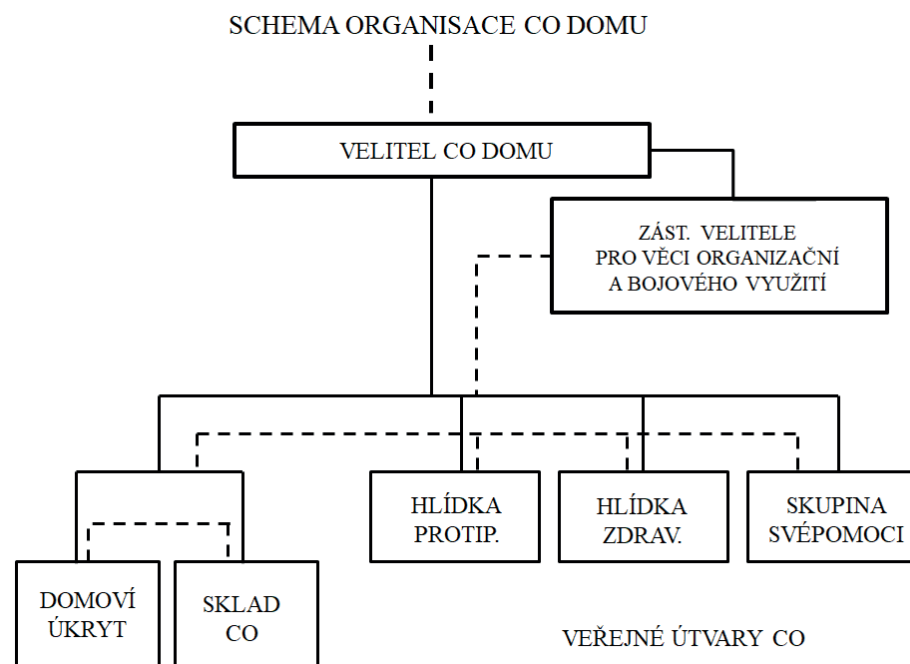 SCHEMA ORGANISACE CO DOMU
VELITEL CO DOMU
ZÁST. VELITELE
PRO VĚCI ORGANIZAČNÍ
A BOJOVÉHO VYUŽITÍ
HLÍDKA
PROTIP.
HLÍDKA
ZDRAV.
SKUPINA
SVÉPOMOCI
DOMOVÍ
ÚKRYT
SKLAD
CO
VEŘEJNÉ ÚTVARY CO